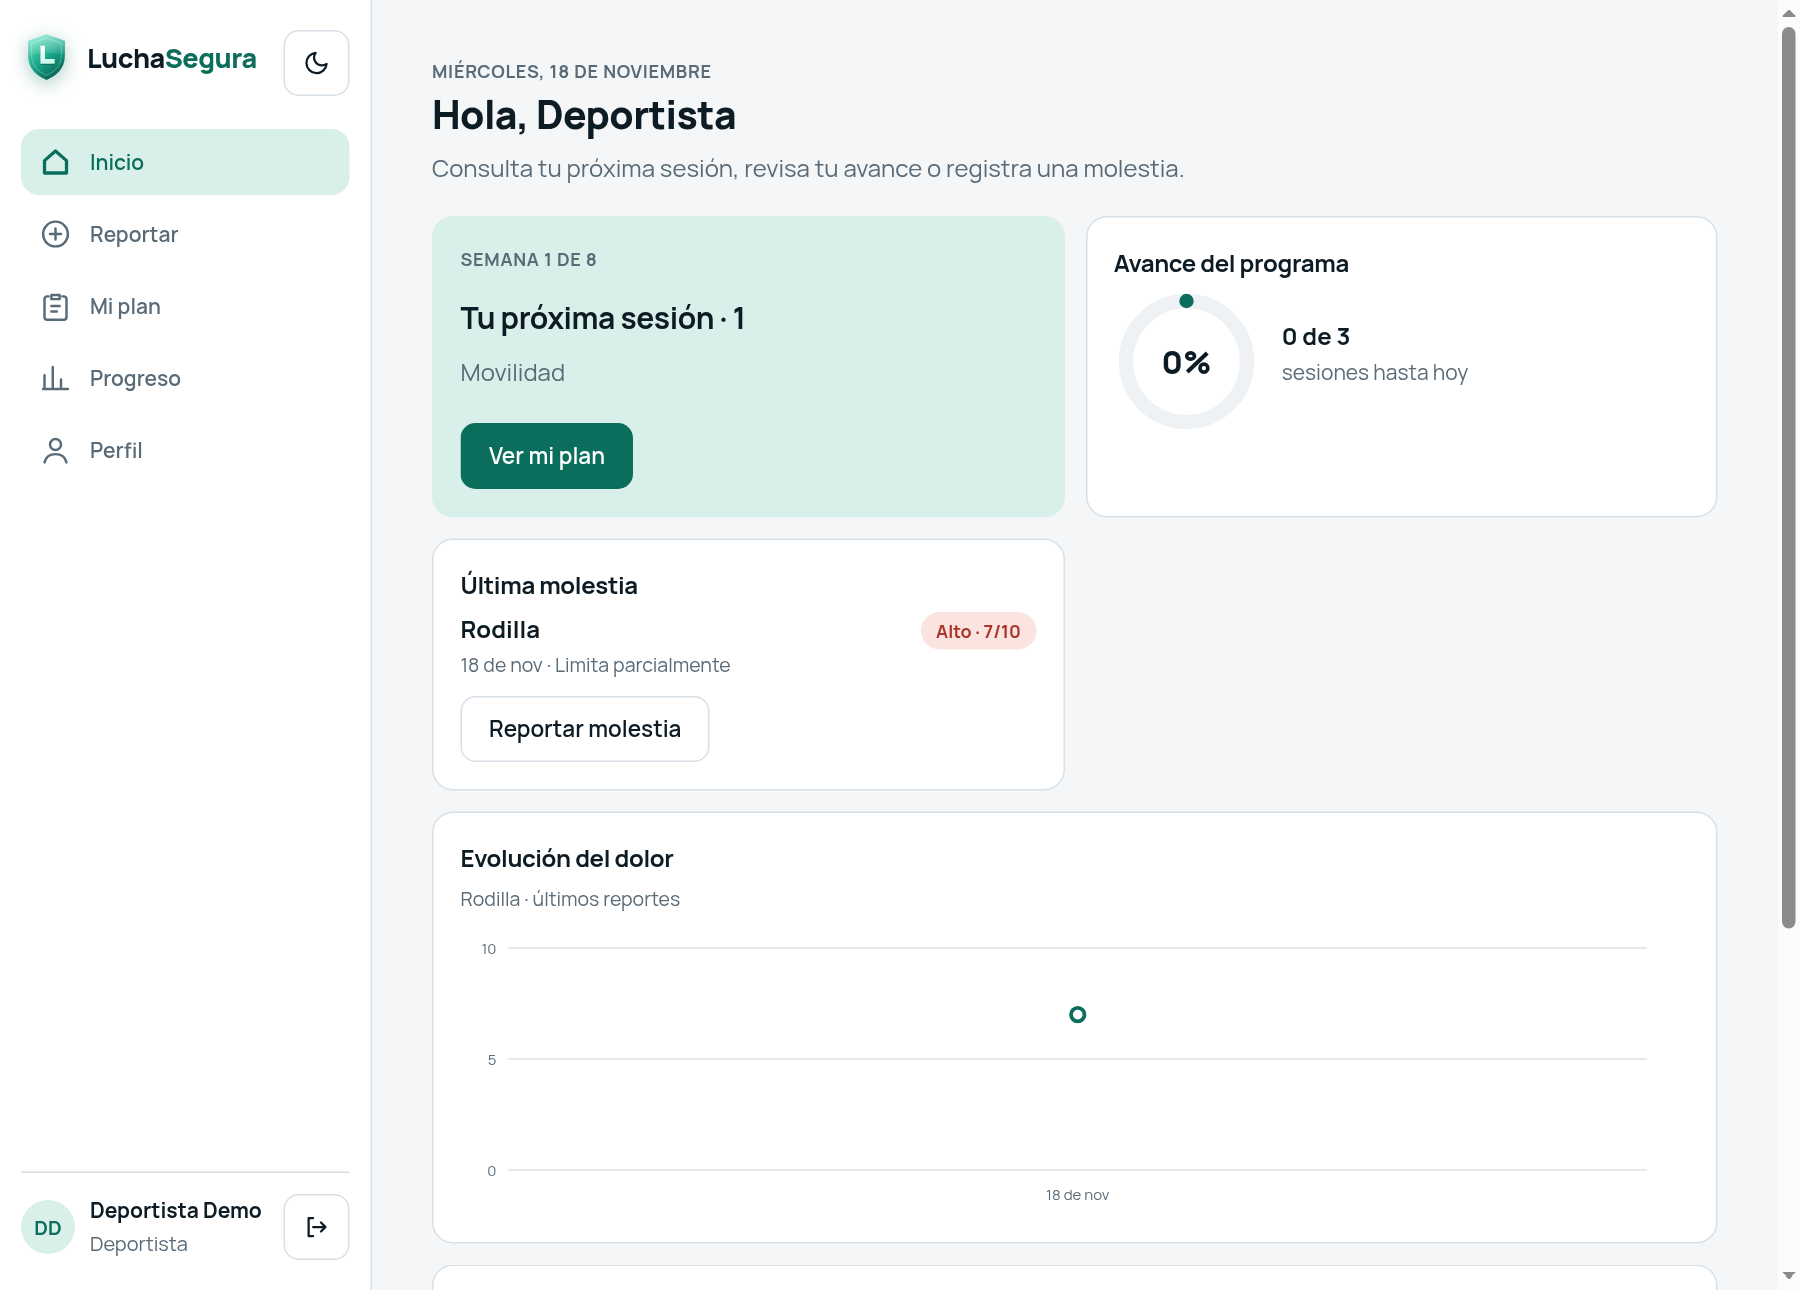 LuchaSegura
Inicio
Reportar
Mi plan
Progreso
Perfil
Deportista Demo
DD
Deportista
MIÉRCOLES, 18 DE NOVIEMBRE
Hola, Deportista
Consulta tu próxima sesión, revisa tu avance o registra una molestia.
SEMANA 1 DE 8
Tu próxima sesión · 1
Movilidad
Ver mi plan
Avance del programa
0%
0 de 3
sesiones hasta hoy
Última molestia
Rodilla
Alto · 7/10
18 de nov · Limita parcialmente
Reportar molestia
Evolución del dolor
Rodilla · últimos reportes
10
5
0
18 de nov